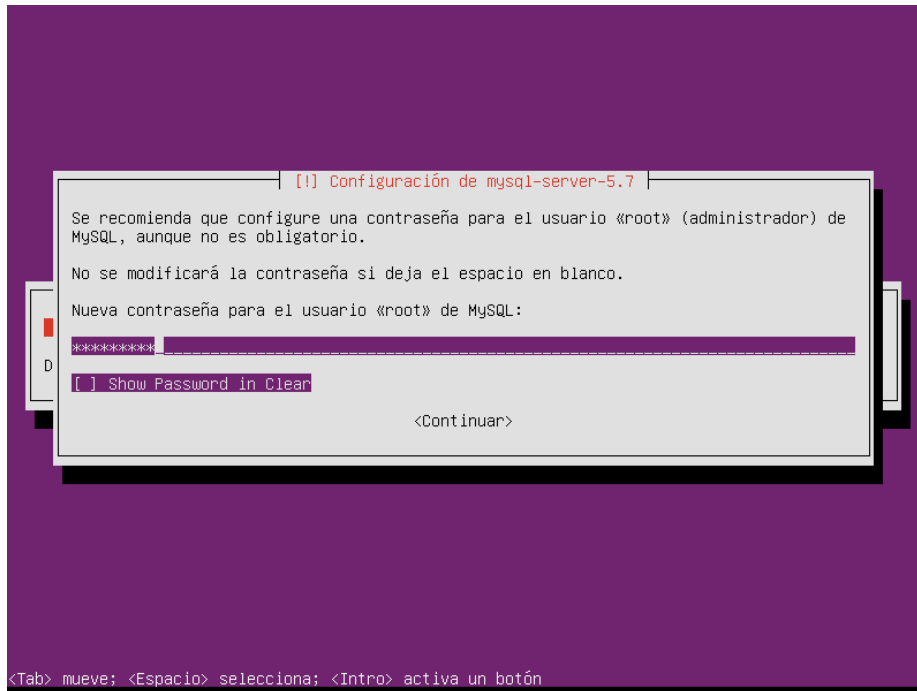 [!] Configuración de mysql-server-5.7
Se recomienda que configure una contraseña para el usuario «root» (administrador) de
MySQL, aunque no es obligatorio.
No se modificará la contraseña si deja el espacio en blanco.
Nueva contraseña para el usuario «root» de MySQL:
*********
D
[ ] Show Password in Clear
<Continuar>
<Tab> mueve; <Espacio> selecciona; <Intro> activa un botón